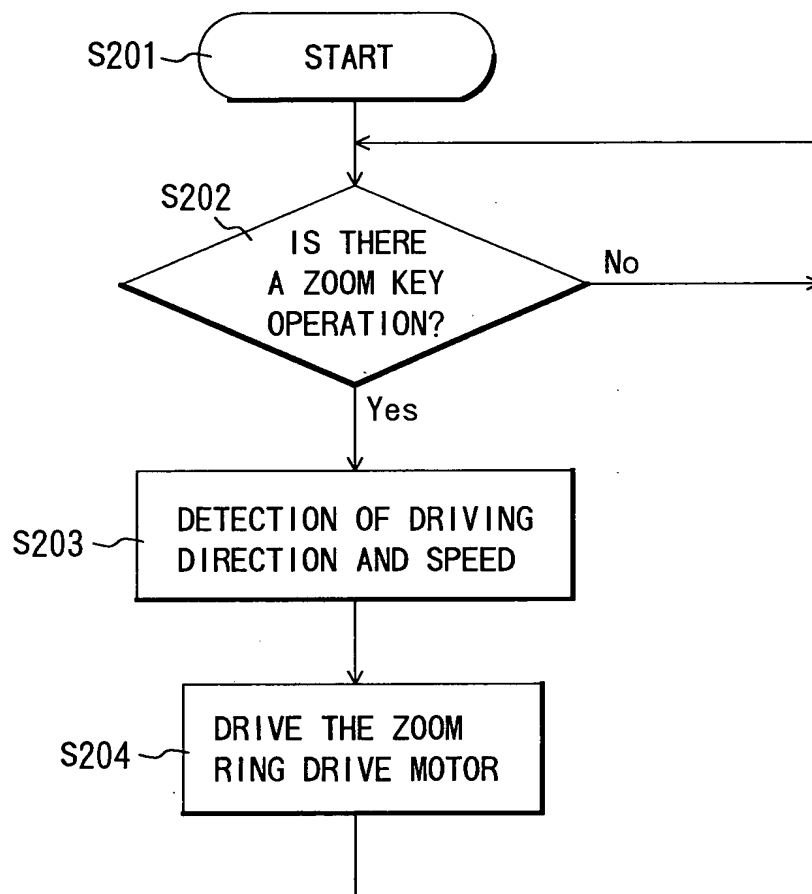 S201
START
S202
IS THERE
A ZOOM KEY
OPERATION?
No
Yes
S203
DETECTION OF DRIVING
DIRECTION AND SPEED
S204
DRIVE THE ZOOM
RING DRIVE MOTOR